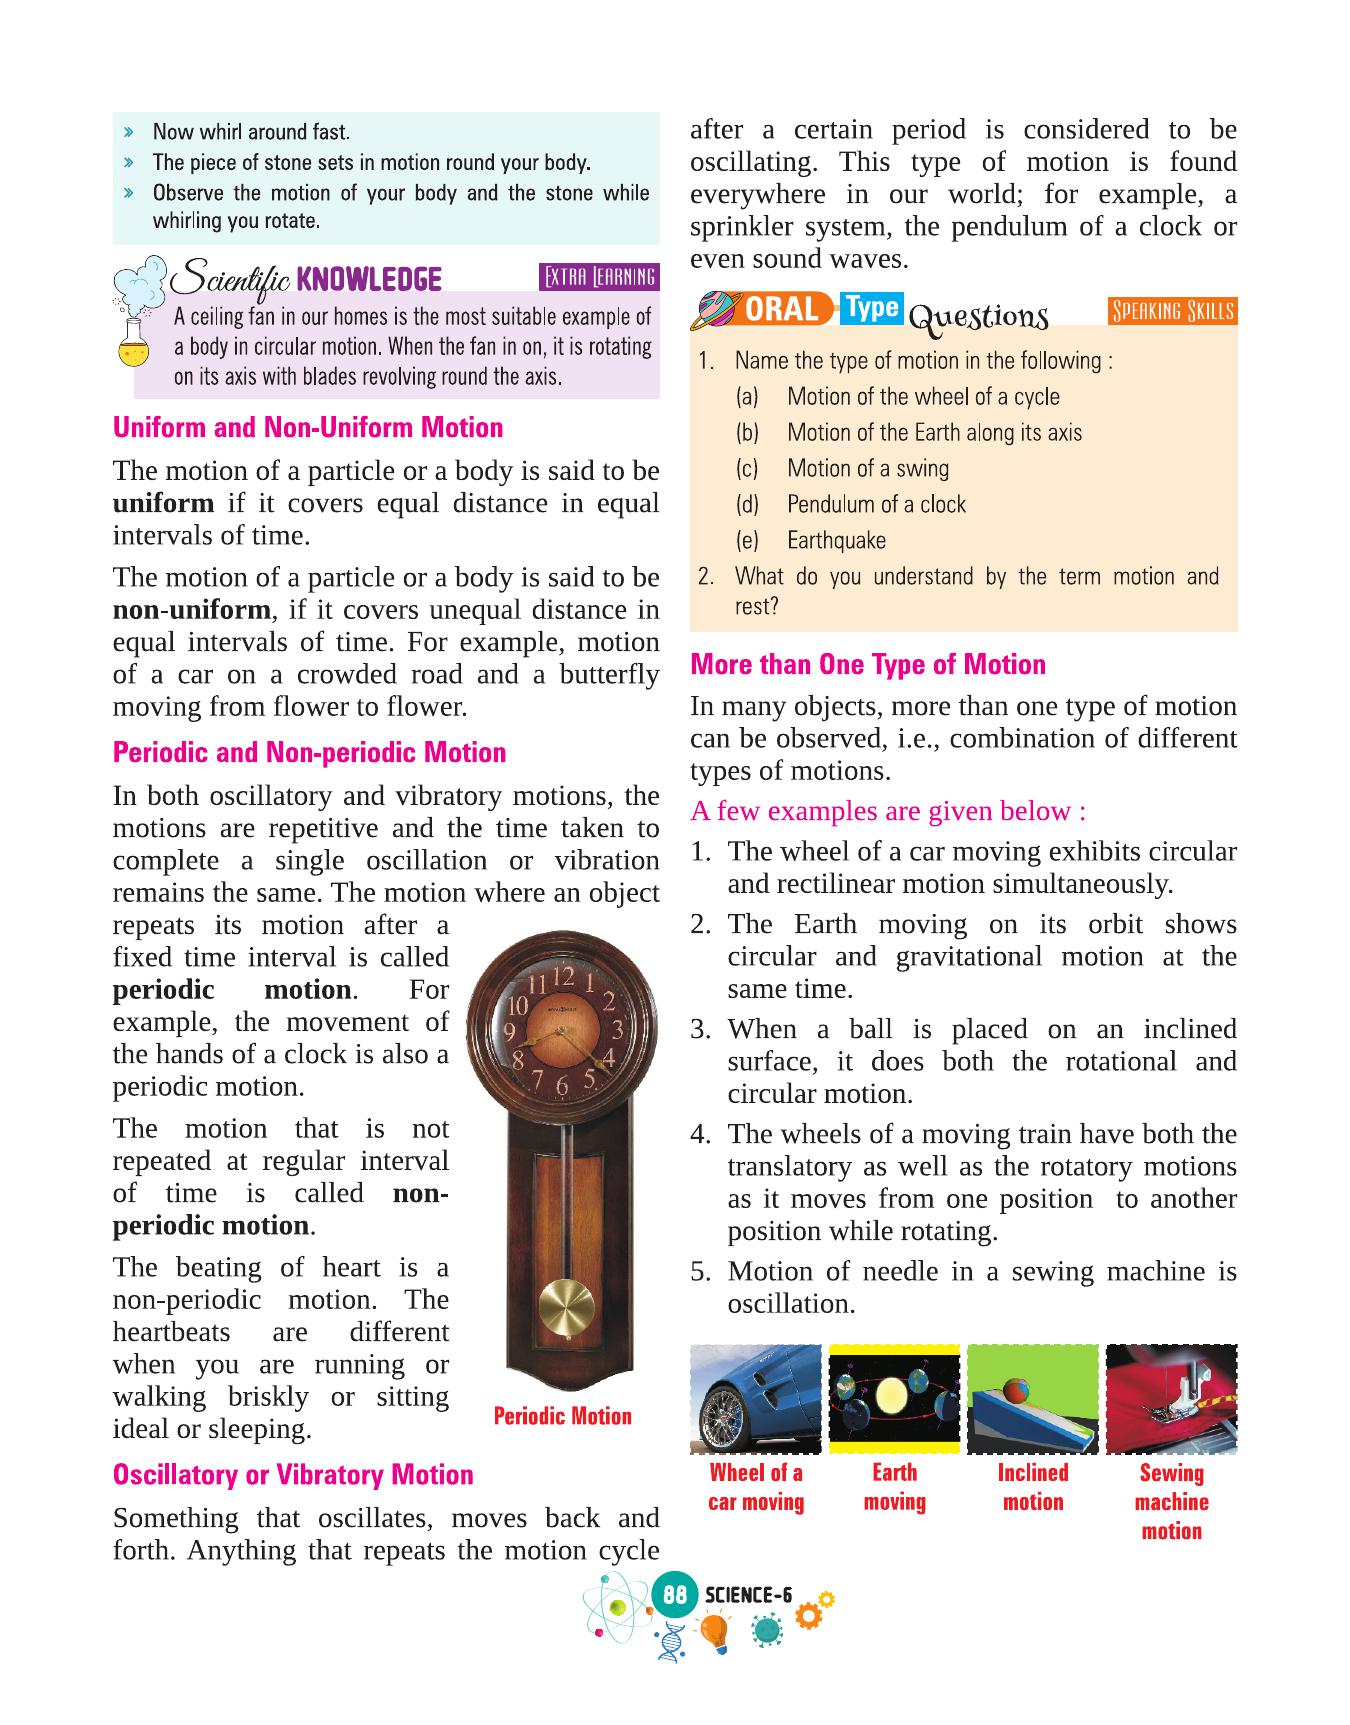 » Now whirl around fast.
» The piece of stone sets in motion round your body.
» Observe the motion of your body and the stone while
whirling you rotate.
Scientific KNOWLEDGE
EXTRA LEARNING
A ceiling fan in our homes is the most suitable example of
a body in circular motion. When the fan in on, it is rotating
on its axis with blades revolving round the axis.
Uniform and Non-Uniform Motion
The motion of a particle or a body is said to be
uniform if it covers equal distance in equal
intervals of time.
The motion of a particle or a body is said to be
non-uniform, if it covers unequal distance in
equal intervals of time. For example, motion
of a car on a crowded road and a butterfly
moving from flower to flower.
Periodic and Non-periodic Motion
In both oscillatory and vibratory motions, the
motions are repetitive and the time taken to
complete a single oscillation or vibration
remains the same. The motion where an object
repeats its motion after a
fixed time interval is called
periodic motion. For
example, the movement of
the hands of a clock is also a
periodic motion.
The motion that is not
repeated at regular interval
of time is called non-
periodic motion.
The beating of heart is a
non-periodic motion. The
heartbeats are different
when you are running or
walking briskly or sitting
ideal or sleeping.
12
1
2
3
4
5
6
7
8
9
10
11
Periodic Motion
Oscillatory or Vibratory Motion
Something that oscillates, moves back and
forth. Anything that repeats the motion cycle
after a certain period is considered to be
oscillating. This type of motion is found
everywhere in our world; for example, a
sprinkler system, the pendulum of a clock or
even sound waves.
ORAL Type Questions
SPEAKING SKILLS
1. Name the type of motion in the following :
(a) Motion of the wheel of a cycle
(b) Motion of the Earth along its axis
(c) Motion of a swing
(d) Pendulum of a clock
(e) Earthquake
2. What do you understand by the term motion and
rest?
More than One Type of Motion
In many objects, more than one type of motion
can be observed, i.e., combination of different
types of motions.
A few examples are given below :
1. The wheel of a car moving exhibits circular
and rectilinear motion simultaneously.
2. The Earth moving on its orbit shows
circular and gravitational motion at the
same time.
3. When a ball is placed on an inclined
surface, it does both the rotational and
circular motion.
4. The wheels of a moving train have both the
translatory as well as the rotatory motions
as it moves from one position to another
position while rotating.
5. Motion of needle in a sewing machine is
oscillation.
Wheel of a
car moving
Earth
moving
Inclined
motion
Sewing
machine
motion
88 SCIENCE-6